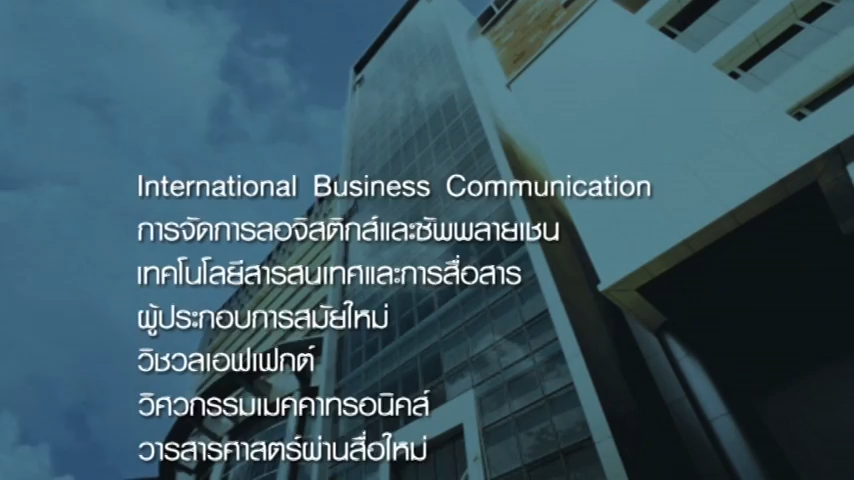 International Business Communication
การจัดการลอจิสติกส์และซัพพลายเชน
เทคโนโลยีสารสนเทศและการสื่อสาร
ผู้ประกอบการสมัยใหม่
วิชวลเอฟเฟกต์
วิศวกรรมเมคคาทรอนิคส์
วารสารศาสตร์ผ่านสื่อใหม่